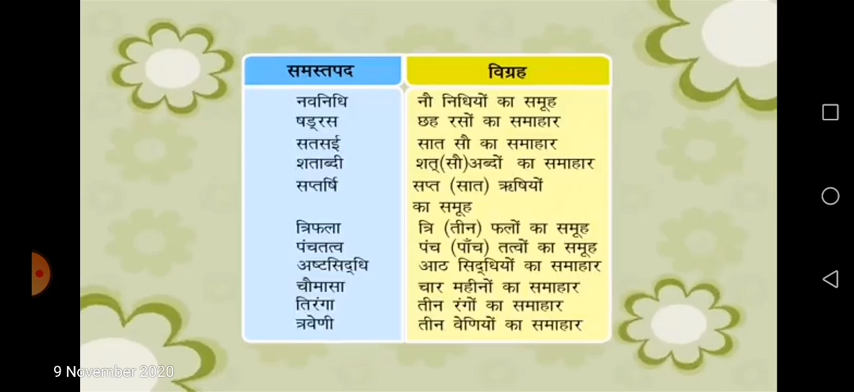 समस्तपद विग्रह
नवनिधि नौ निधियों का समूह
षड्रस छह रसों का समाहार
सतसई सात सौ का समाहार
शताब्दी शत्(सौ)अब्दों का समाहार
सप्तर्षि सप्त (सात) ऋषियों
का समूह
त्रिफला त्रि (तीन) फलों का समूह
पंचतत्व पंच (पाँच) तत्वों का समूह
अष्टसिद्धि आठ सिद्धियों का समाहार
चौमासा चार महीनों का समाहार
तिरंगा तीन रंगों का समाहार
त्रवेणी तीन वेणियों का समाहार
9 November 2020